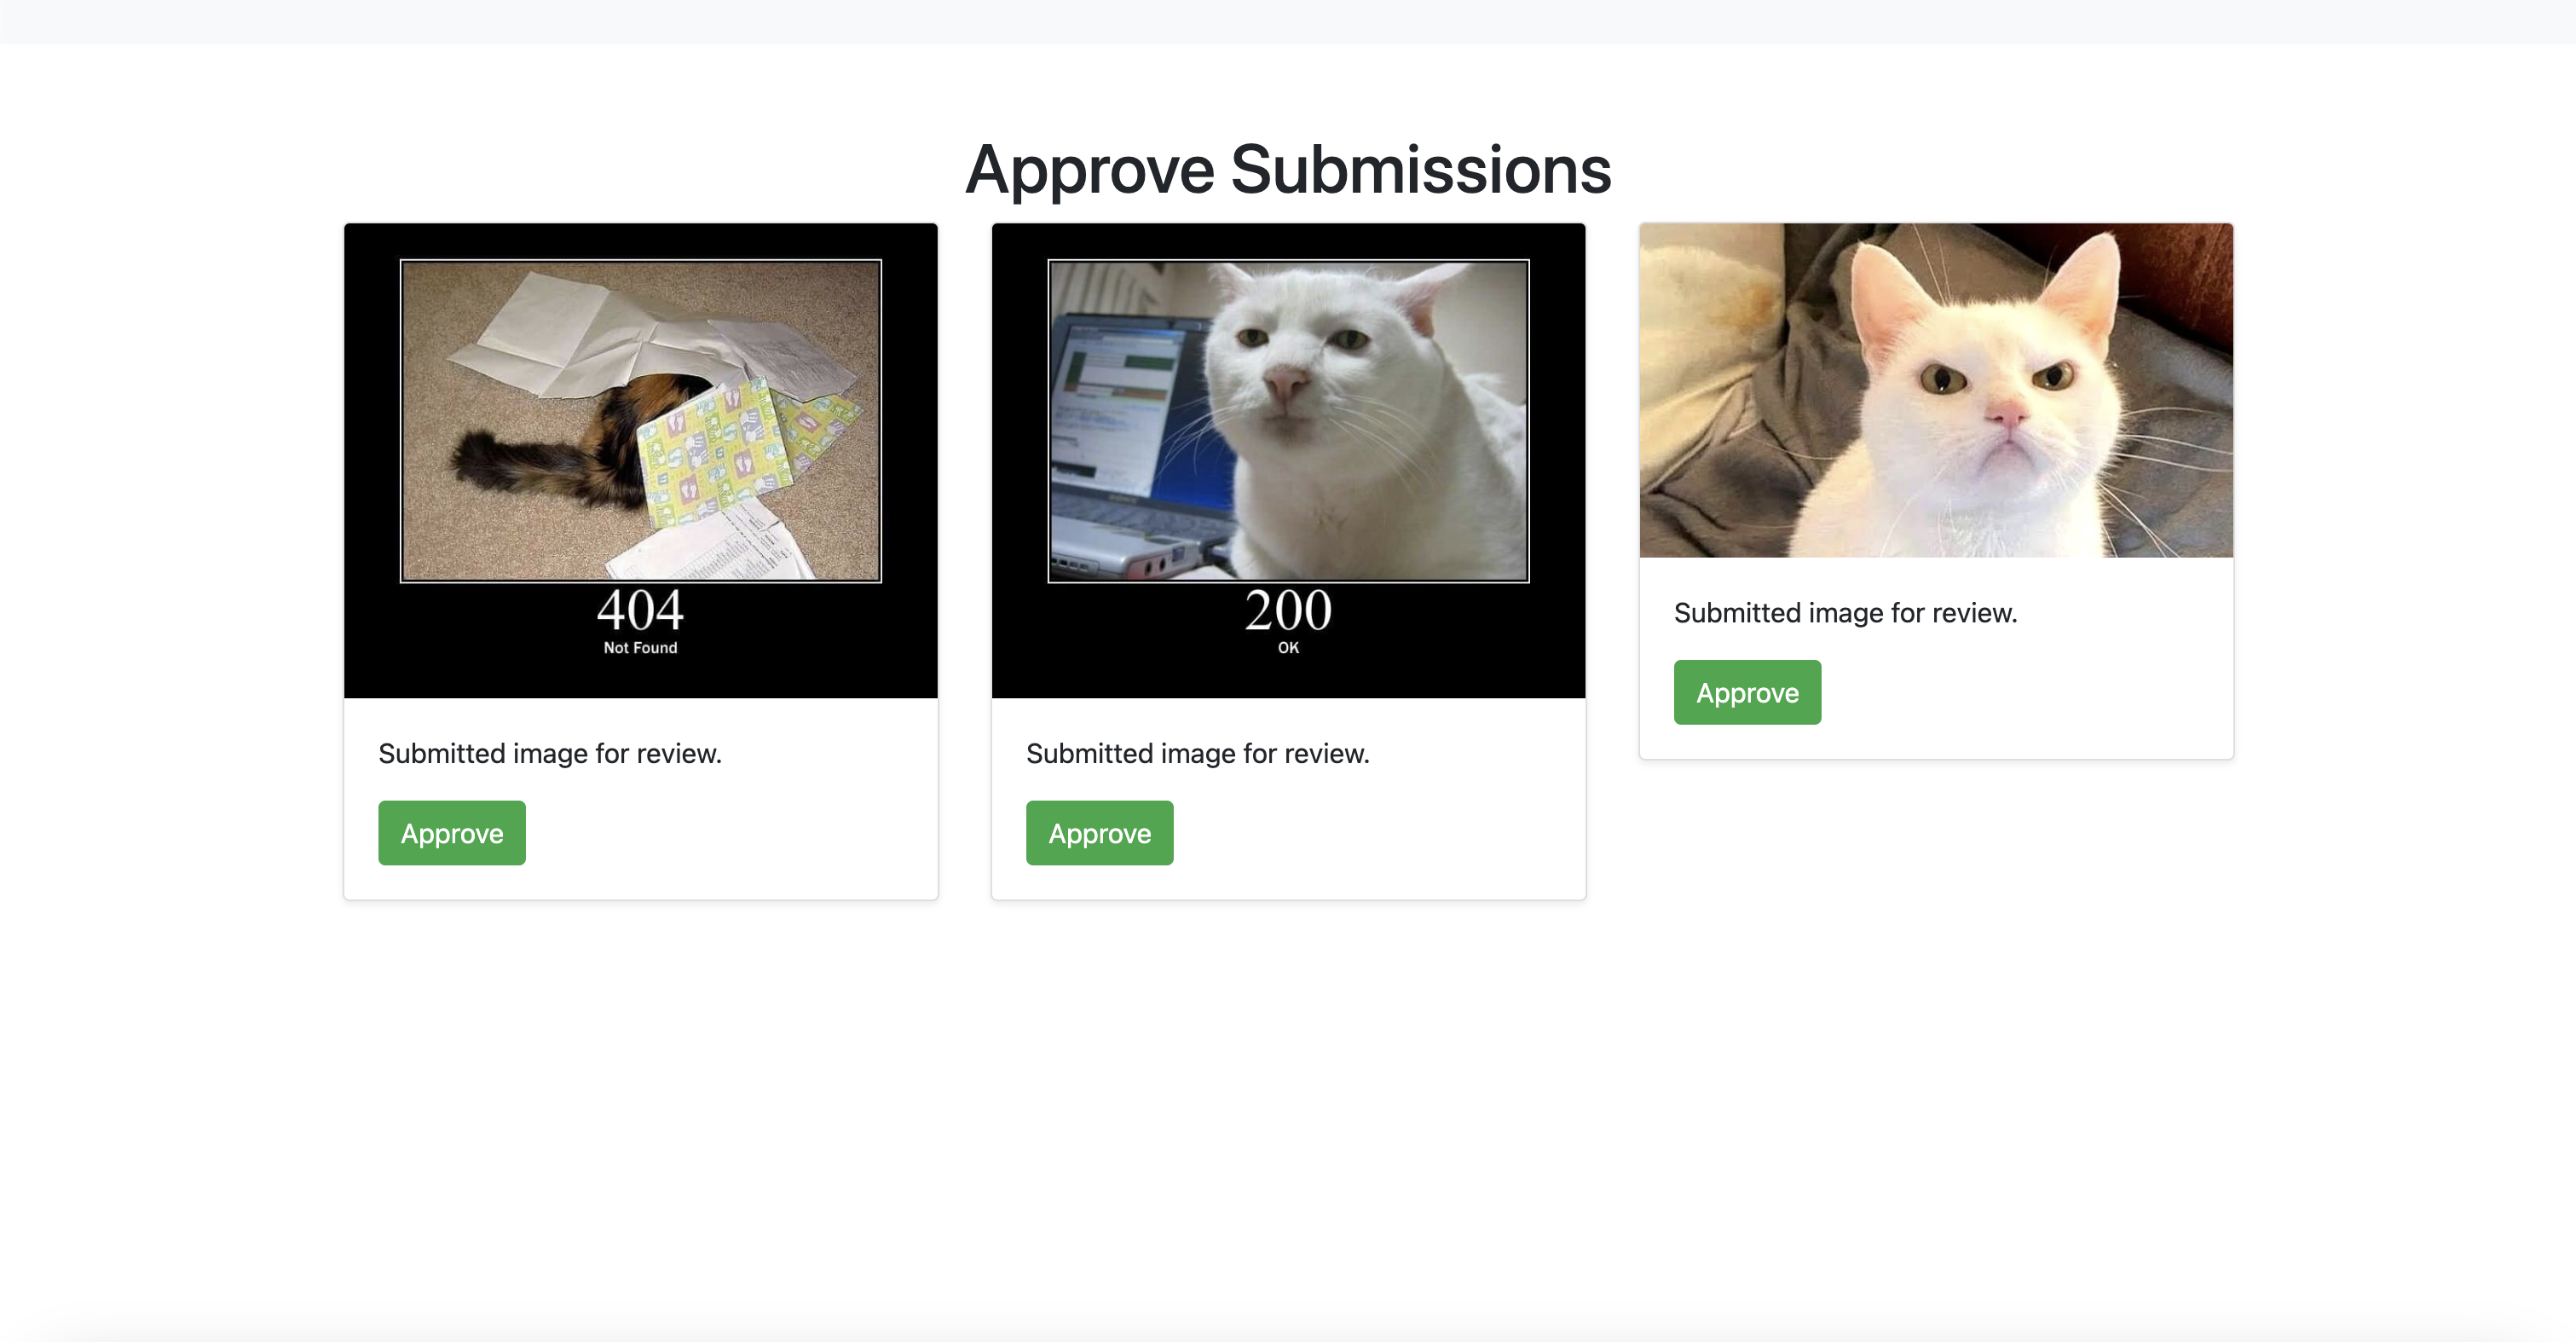 Approve Submissions
404
Not Found
Submitted image for review.
Approve
200
OK
Submitted image for review.
Approve
Submitted image for review.
Approve